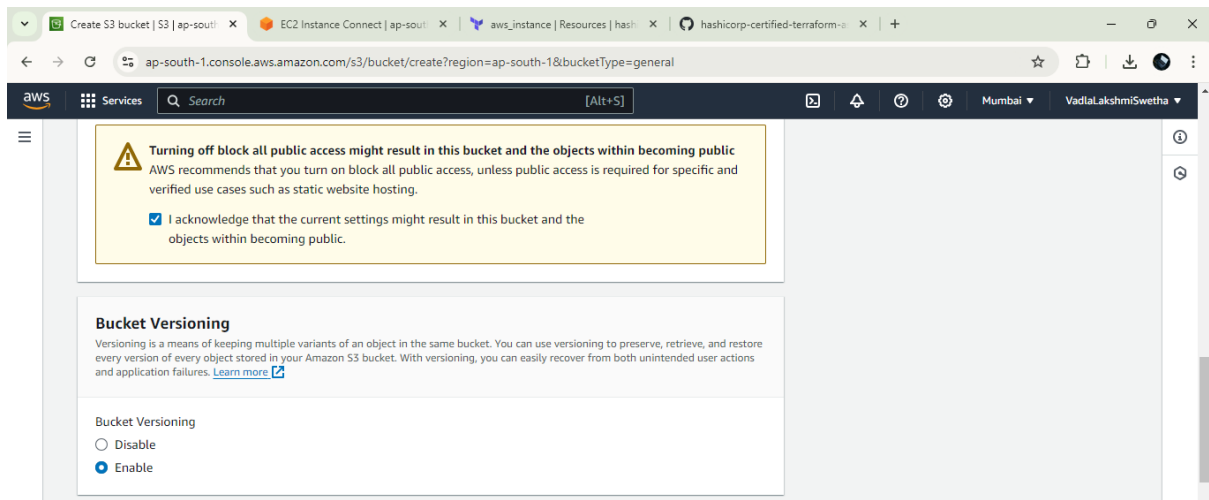 Create S3 bucket | S3 | ap-south
EC2 Instance Connect | ap-sout
aws_instance | Resources | hash
hashicorp-certified-terraform-a
ap-south-1.console.aws.amazon.com/s3/bucket/create?region=ap-south-1&bucketType=general
aws
Services
Search
[Alt+S]
Mumbai
VadlaLakshmiSwetha
Turning off block all public access might result in this bucket and the objects within becoming public
AWS recommends that you turn on block all public access, unless public access is required for specific and
verified use cases such as static website hosting.
I acknowledge that the current settings might result in this bucket and the
objects within becoming public.
Bucket Versioning
Versioning is a means of keeping multiple variants of an object in the same bucket. You can use versioning to preserve, retrieve, and restore
every version of every object stored in your Amazon S3 bucket. With versioning, you can easily recover from both unintended user actions
and application failures. Learn more
Bucket Versioning
Disable
Enable